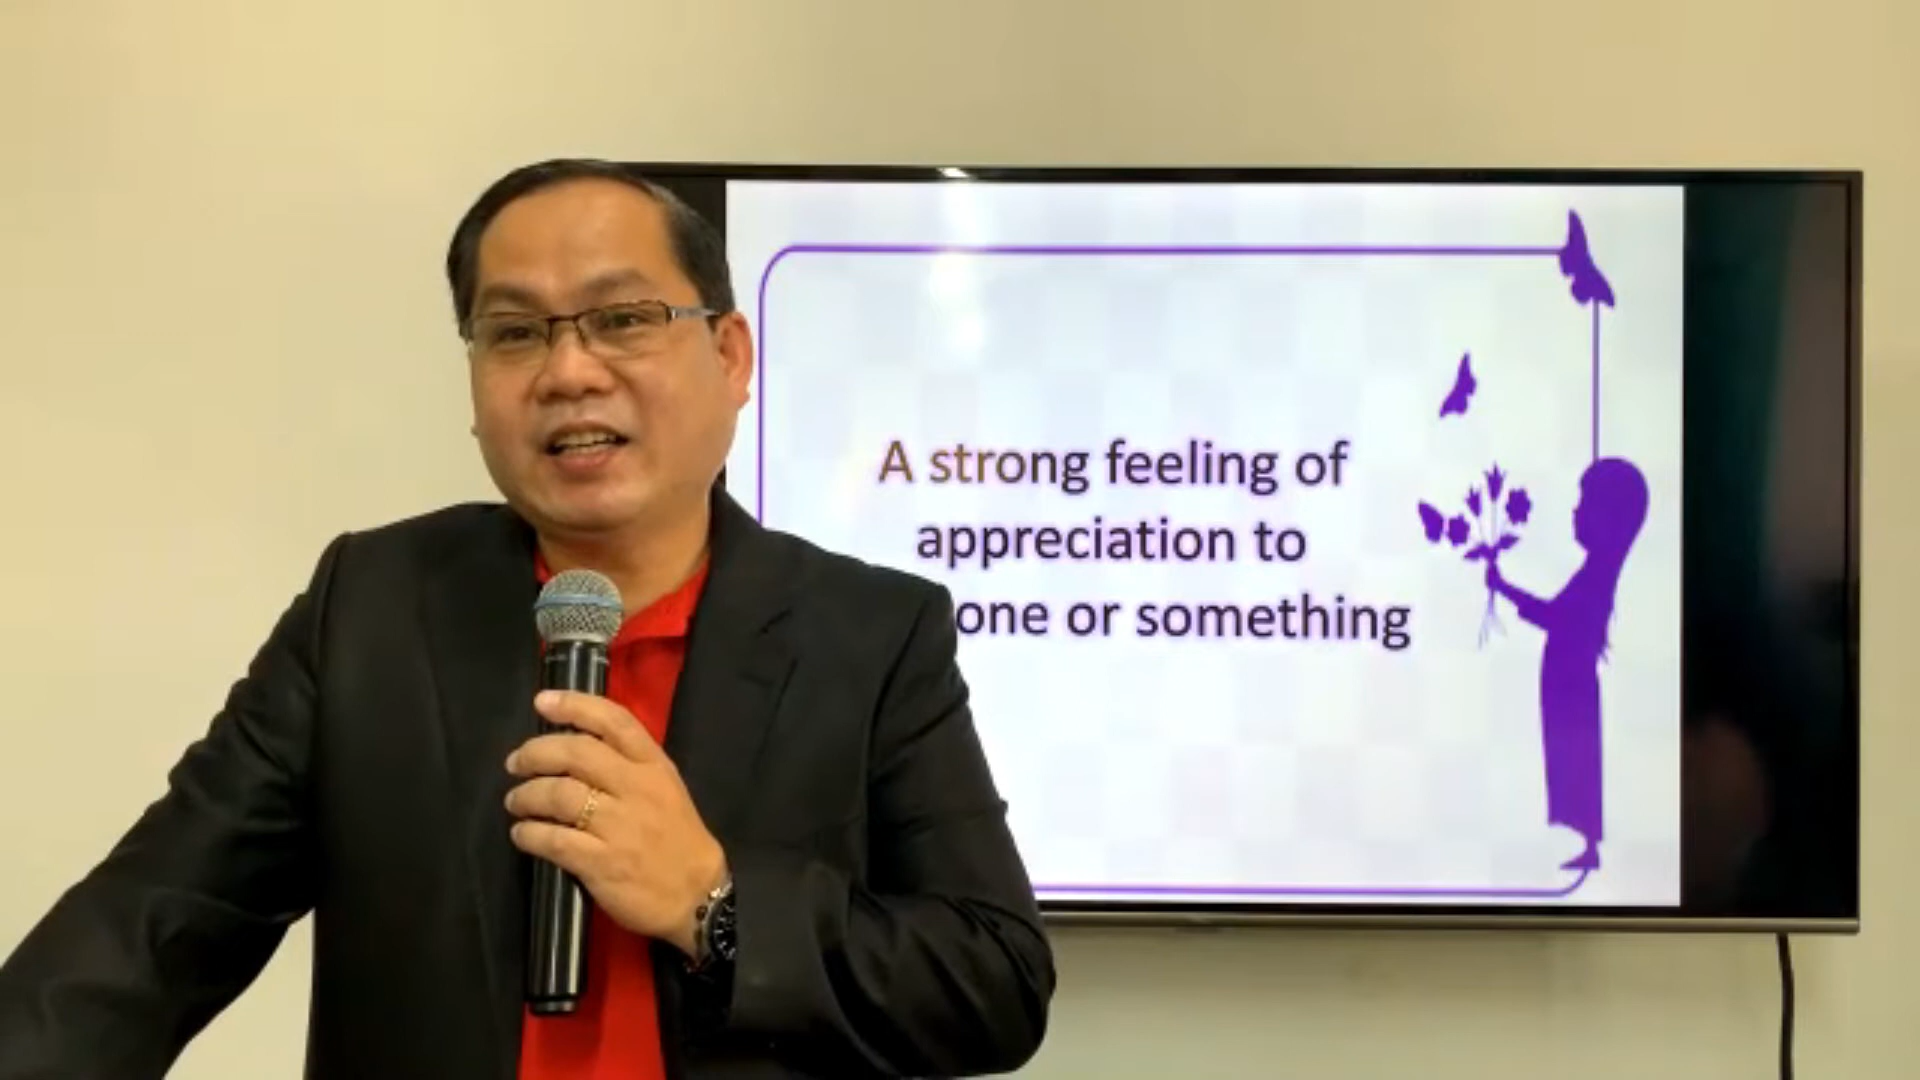 A strong feeling of
appreciation to
one or something